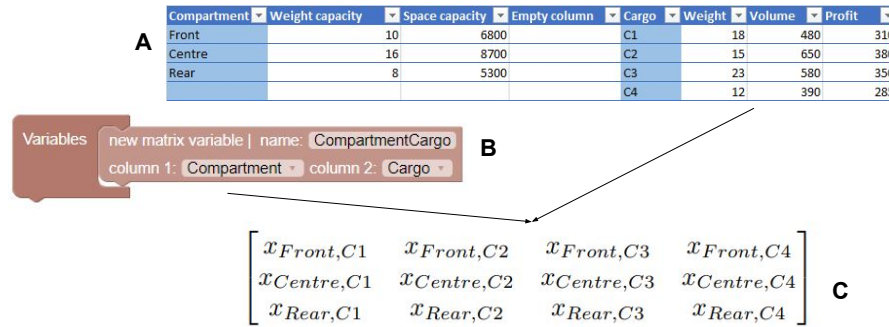 Compartment Weight capacity Space capacity Empty column Cargo Weight Volume Profit
A
Front 10 6800 C1 18 480
Centre 16 8700 C2 15 650
Rear 8 5300 C3 23 580
C4 12 390
Variables
new matrix variable | name: CompartmentCargo
column 1: Compartment column 2: Cargo
B
x_{Front,C1} x_{Front,C2} x_{Front,C3} x_{Front,C4}
x_{Centre,C1} x_{Centre,C2} x_{Centre,C3} x_{Centre,C4}
x_{Rear,C1} x_{Rear,C2} x_{Rear,C3} x_{Rear,C4}
C